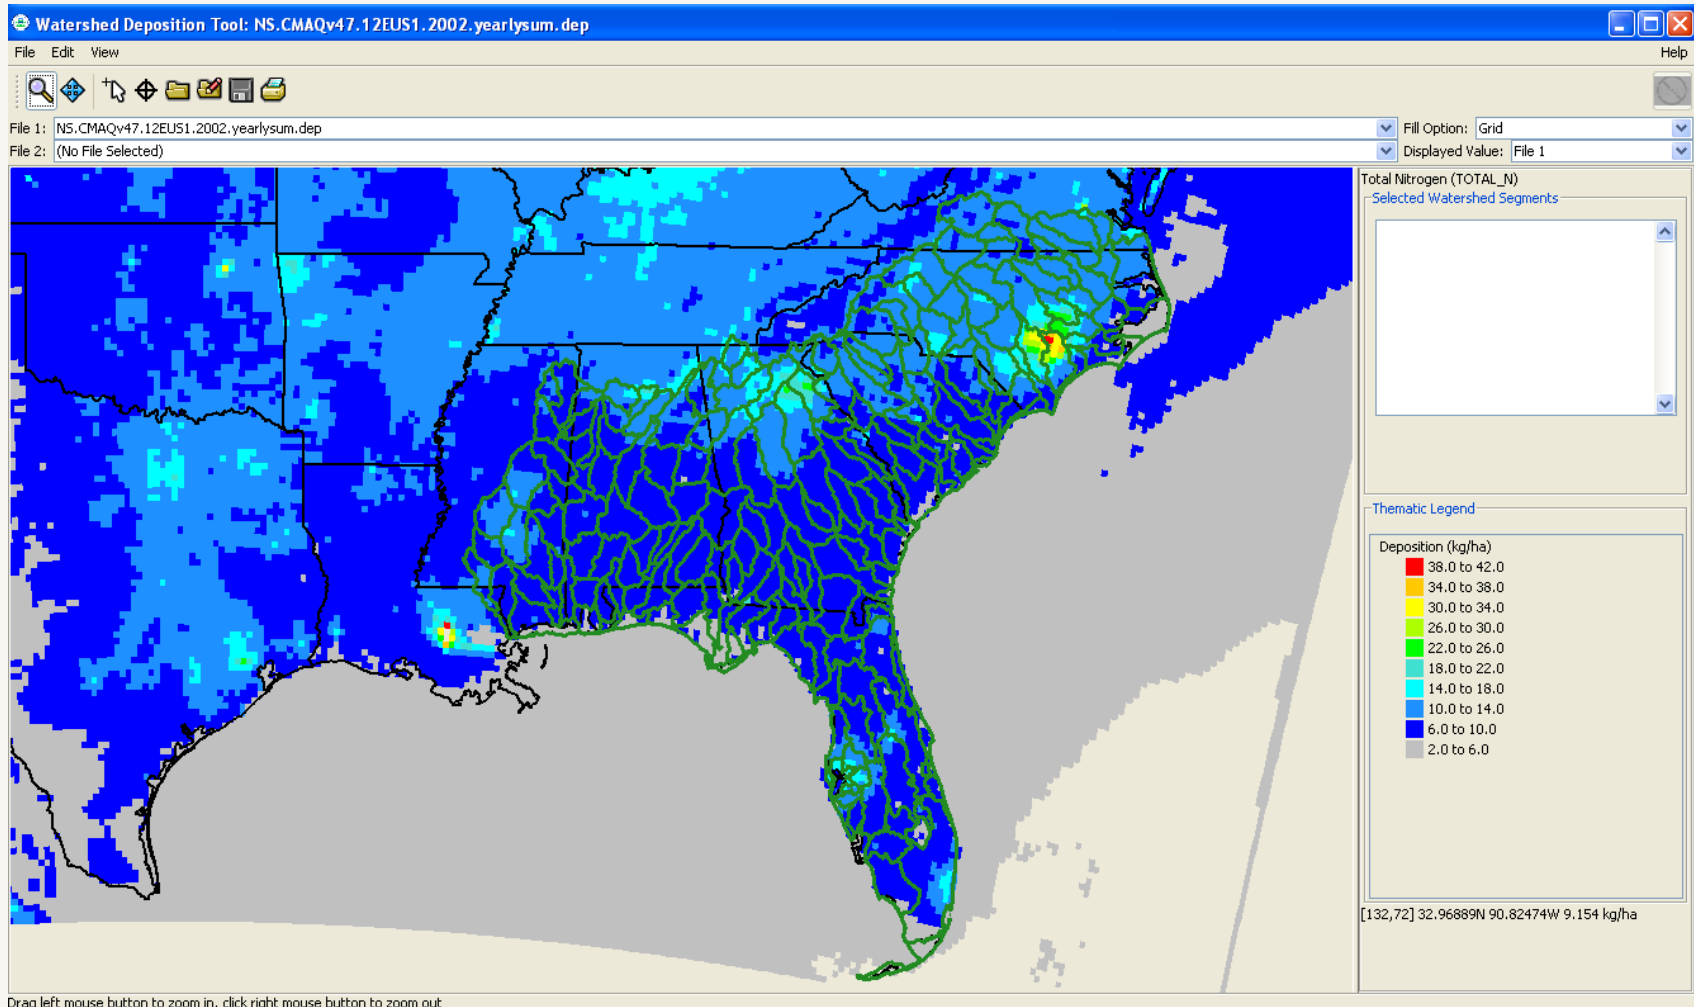 Watershed Deposition Tool: NS.CMAQv47.12EUS1.2002.yearlysum.dep
File Edit View Help
File 1: NS.CMAQv47.12EUS1.2002.yearlysum.dep Fill Option: Grid
File 2: (No File Selected) Displayed Value: File 1
Total Nitrogen (TOTAL_N)
Selected Watershed Segments
Thematic Legend
Deposition (kg/ha)
38.0 to 42.0
34.0 to 38.0
30.0 to 34.0
26.0 to 30.0
22.0 to 26.0
18.0 to 22.0
14.0 to 18.0
10.0 to 14.0
6.0 to 10.0
2.0 to 6.0
[132,72] 32.96889N 90.82474W 9.154 kg/ha
Drag left mouse button to zoom in, click right mouse button to zoom out